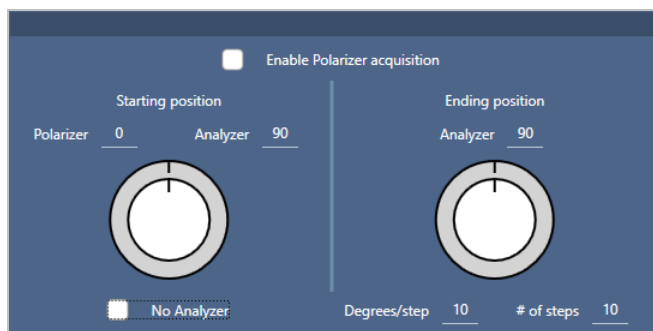 Enable Polarizer acquisition
Starting position
Polarizer 0 Analyzer 90
No Analyzer
Ending position
Analyzer 90
Degrees/step 10 # of steps 10